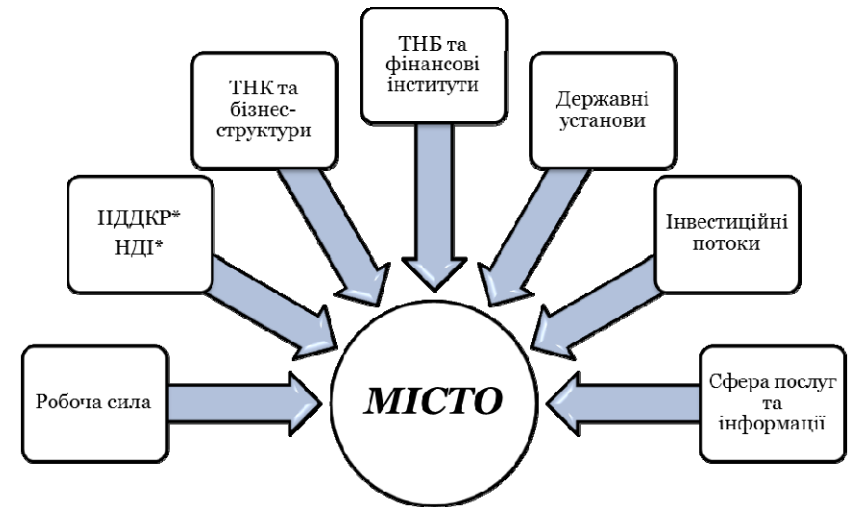 ТНБ та
фінансові
інститути
ТНК та
бізнес-
структури
Державні
установи
НДДКР*
НДІ*
Інвестиційні
потоки
Робоча сила
МІСТО
Сфера послуг
та
інформації